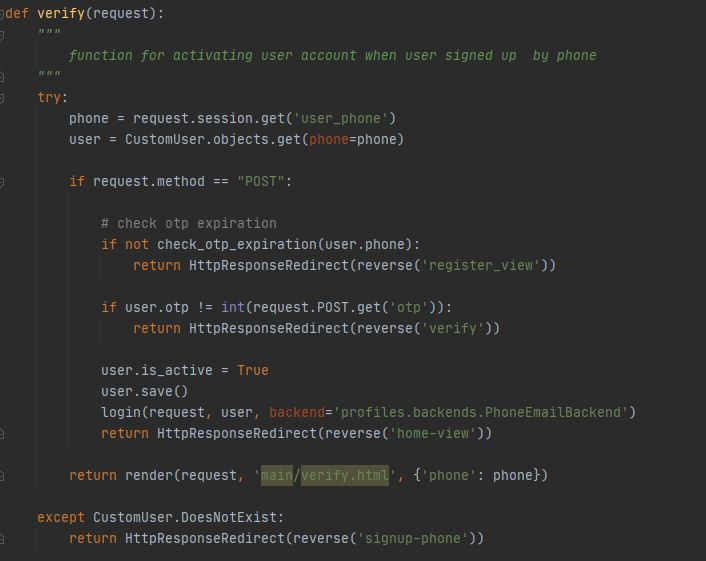 def verify(request):
    """
        function for activating user account when user signed up  by phone
    """
    try:
        phone = request.session.get('user_phone')
        user = CustomUser.objects.get(phone=phone)

        if request.method == "POST":

            # check otp expiration
            if not check_otp_expiration(user.phone):
                return HttpResponseRedirect(reverse('register_view'))

            if user.otp != int(request.POST.get('otp')):
                return HttpResponseRedirect(reverse('verify'))

            user.is_active = True
            user.save()
            login(request, user, backend='profiles.backends.PhoneEmailBackend')
            return HttpResponseRedirect(reverse('home-view'))

        return render(request, 'main/verify.html', {'phone': phone})

    except CustomUser.DoesNotExist:
        return HttpResponseRedirect(reverse('signup-phone'))